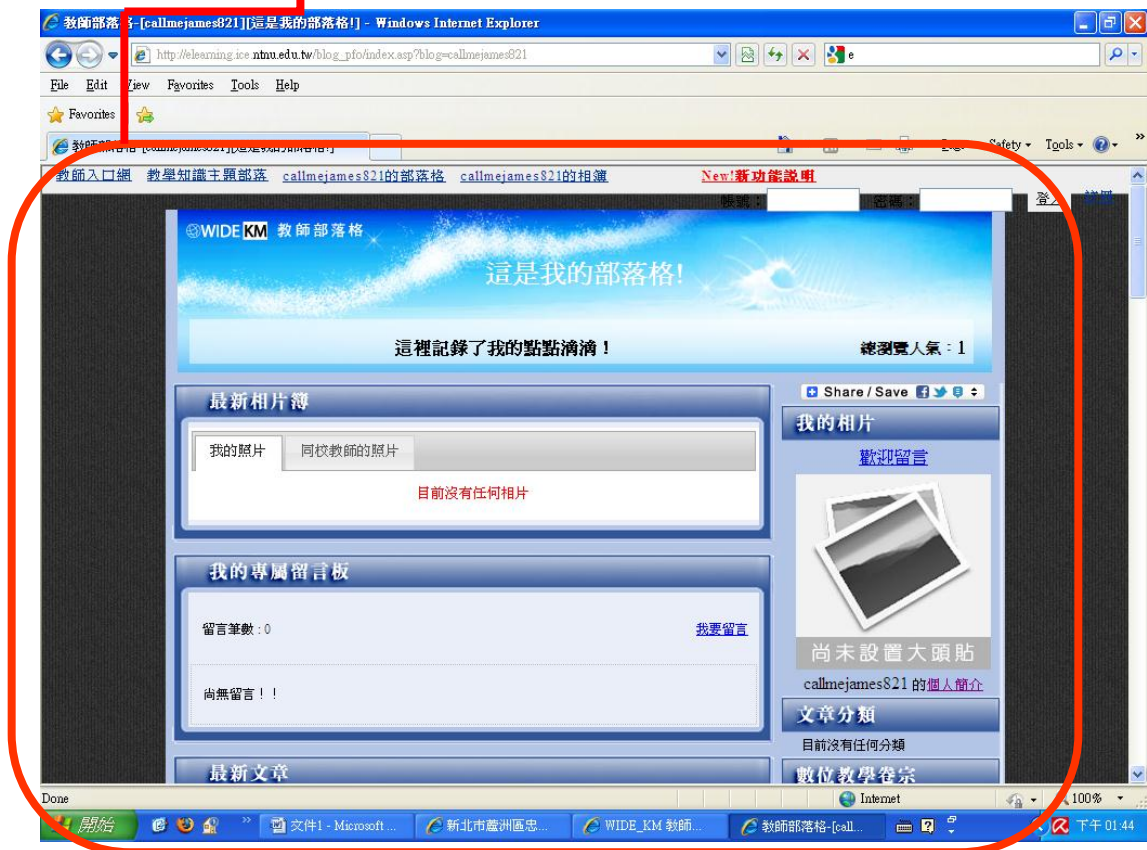 教師部落格-[callmejames821][這是我的部落格!] - Windows Internet Explorer
http://elearning.ice.ntnu.edu.tw/blog_pfo/index.asp?blog=callmejames821
e
File Edit View Favorites Tools Help
Favorites
Safety Tools
教師入口網 教學知識主題部落 callmejames821的部落格 callmejames821的相簿 New!新功能說明
帳號: 密碼: 登入 註冊
WIDE KM 教師部落格
這是我的部落格!
這裡記錄了我的點點滴滴！ 總瀏覽人氣：1
Share / Save
最新相片簿
我的照片 同校教師的照片
目前沒有任何相片
我的專屬留言板
留言筆數 : 0 我要留言
尚無留言！！
最新文章
我的相片
歡迎留言
尚未設置大頭貼
callmejames821 的個人簡介
文章分類
目前沒有任何分類
數位教學卷宗
Done Internet 100%
開始 文件1 - Microsoft ... 新北市蘆洲區忠... WIDE_KM 教師... 教師部落格-[call... 下午 01:44